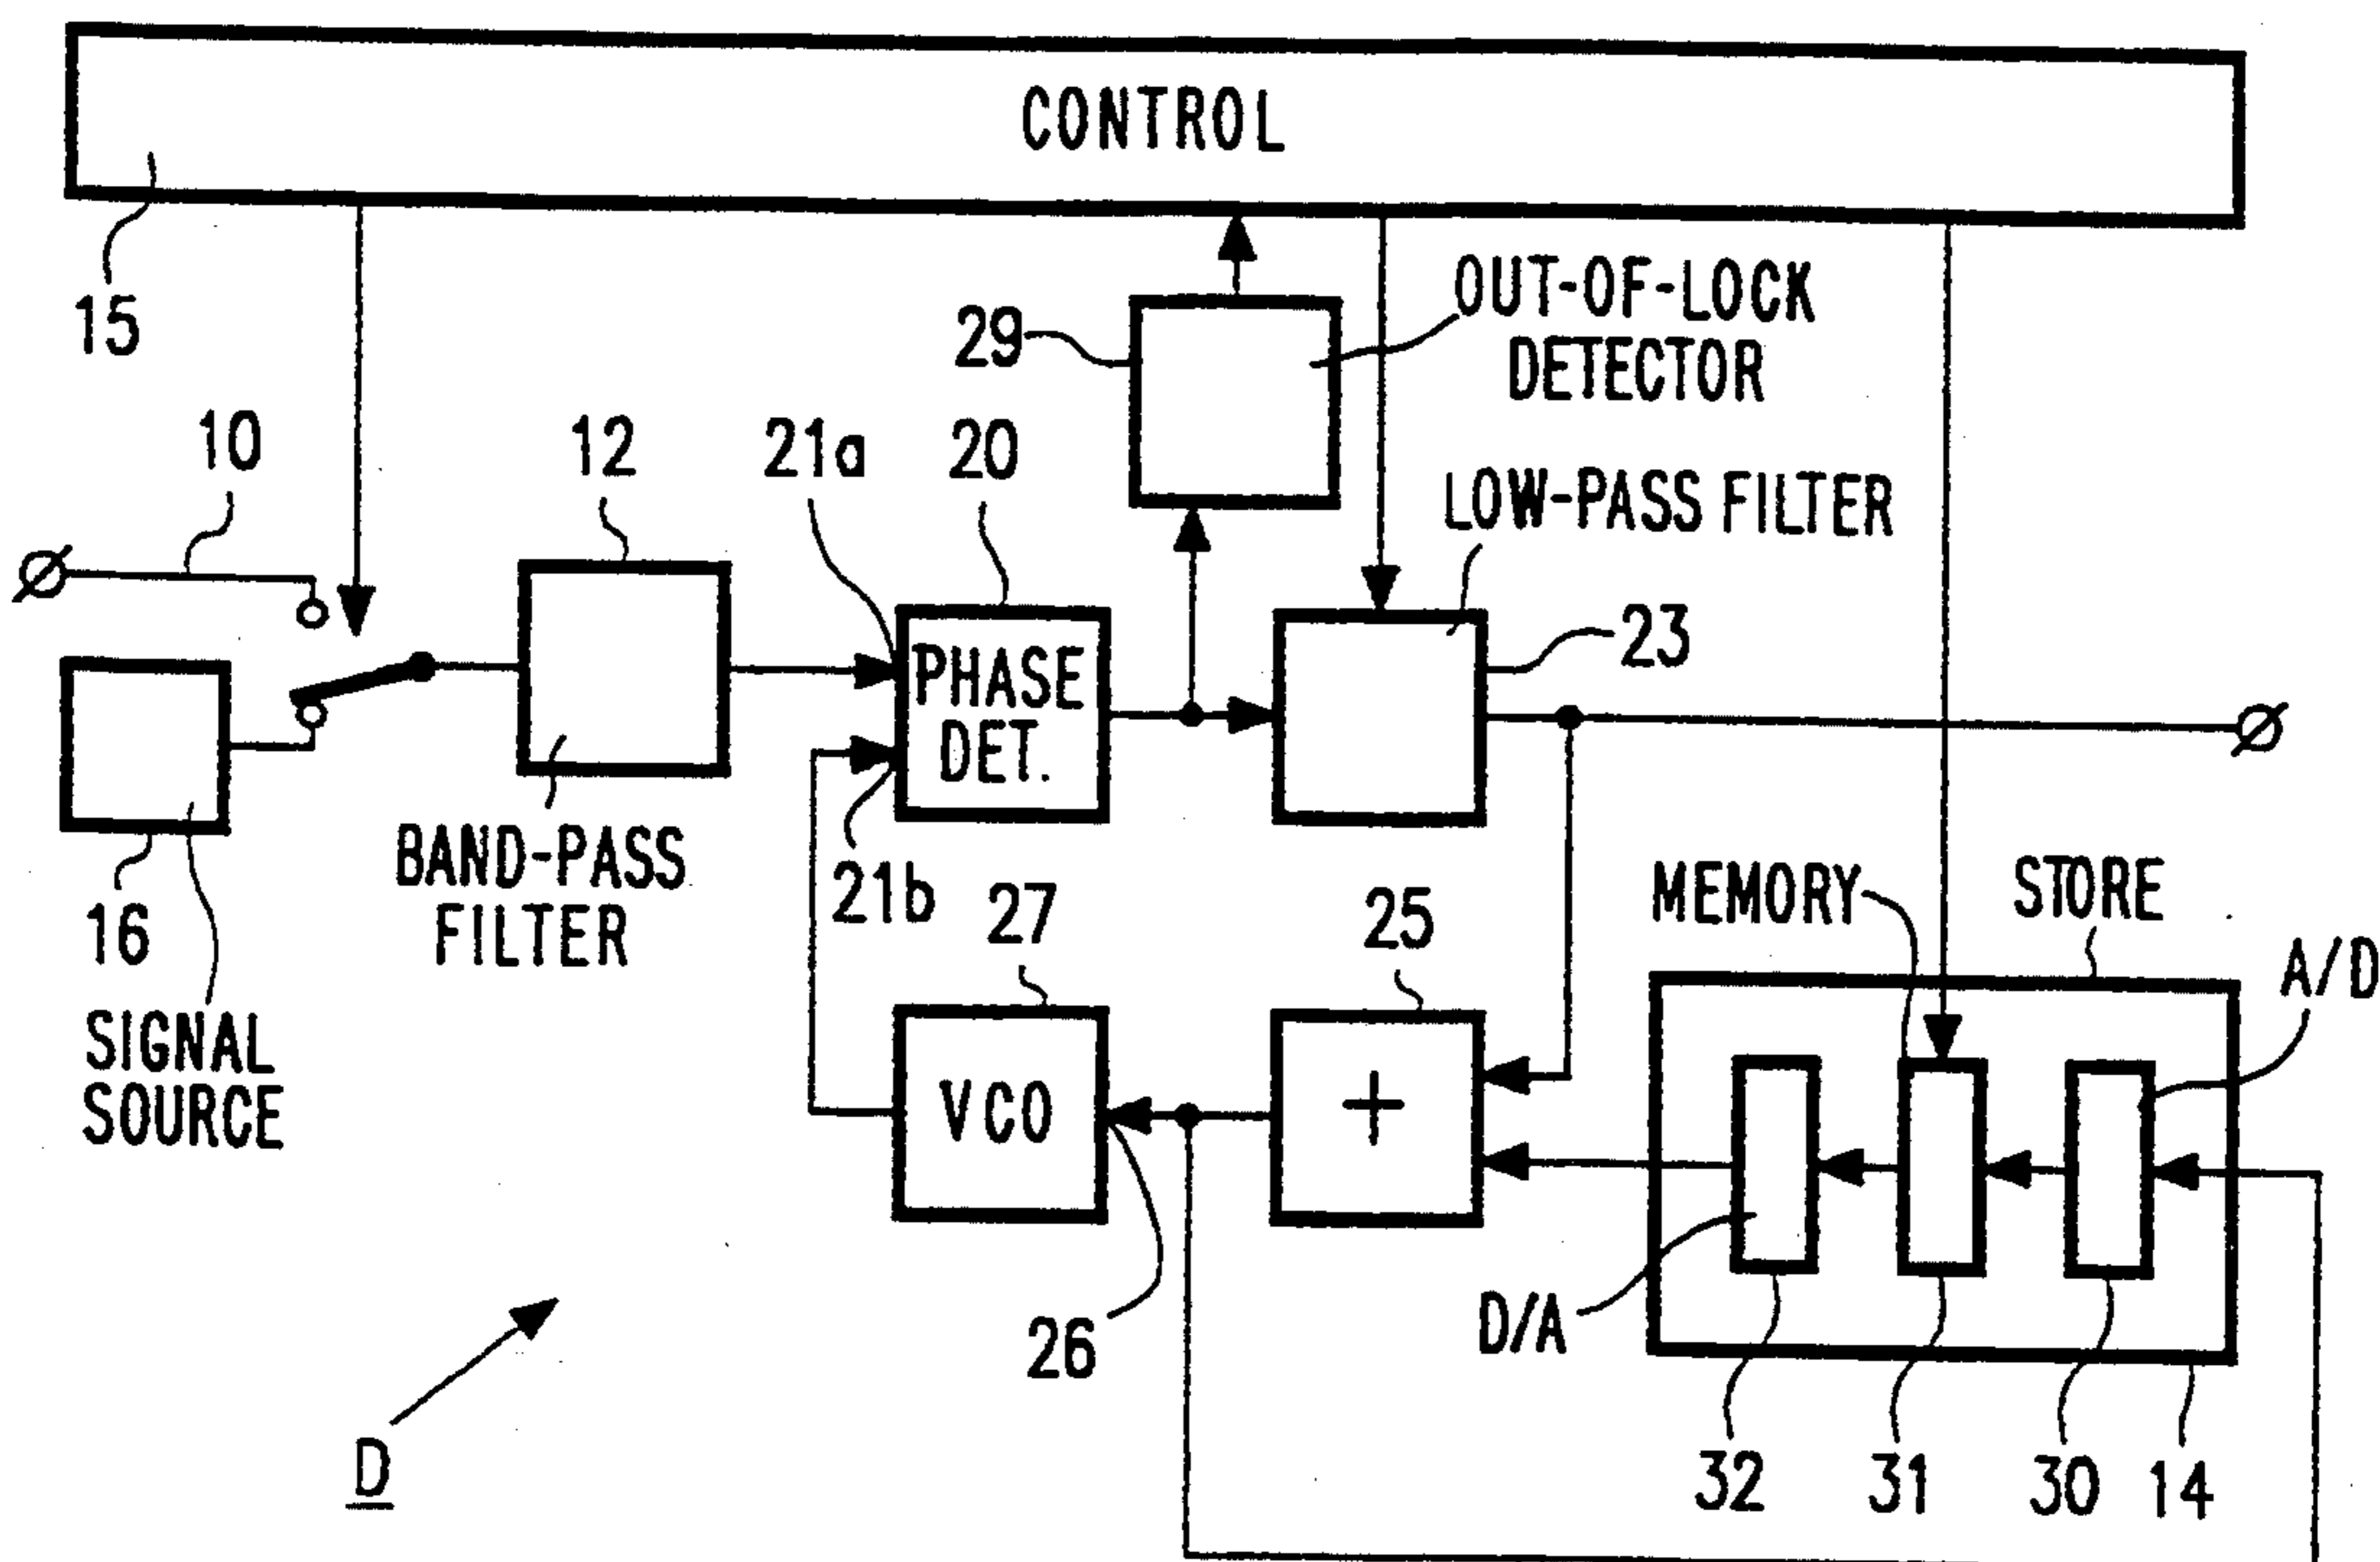 CONTROL
15
OUT-OF-LOCK
DETECTOR
29
10
12
21a
20
LOW-PASS FILTER
23
PHASE
DET.
BAND-PASS
FILTER
21b
16
SIGNAL
SOURCE
27
25
MEMORY
STORE
A/D
VCO
+
26
D/A
D
32
31
30
14